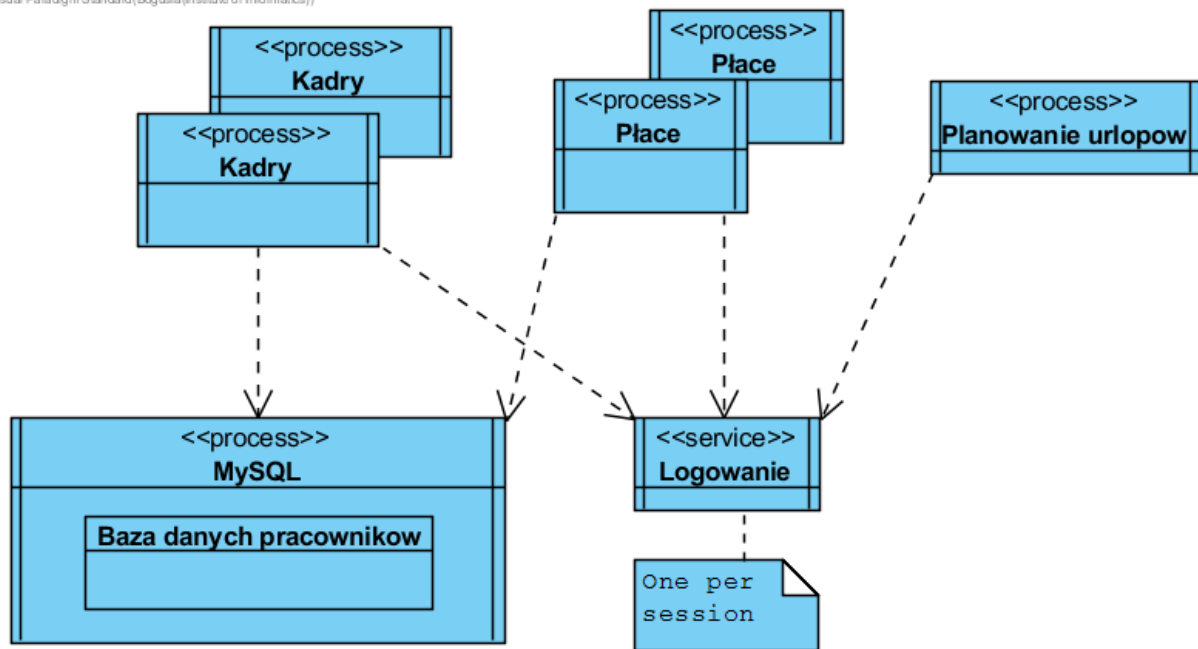 <<process>>
Kadry
<<process>>
Kadry
<<process>>
Płace
<<process>>
Płace
<<process>>
Planowanie urlopow
<<process>>
MySQL
Baza danych pracownikow
<<service>>
Logowanie
One per
session